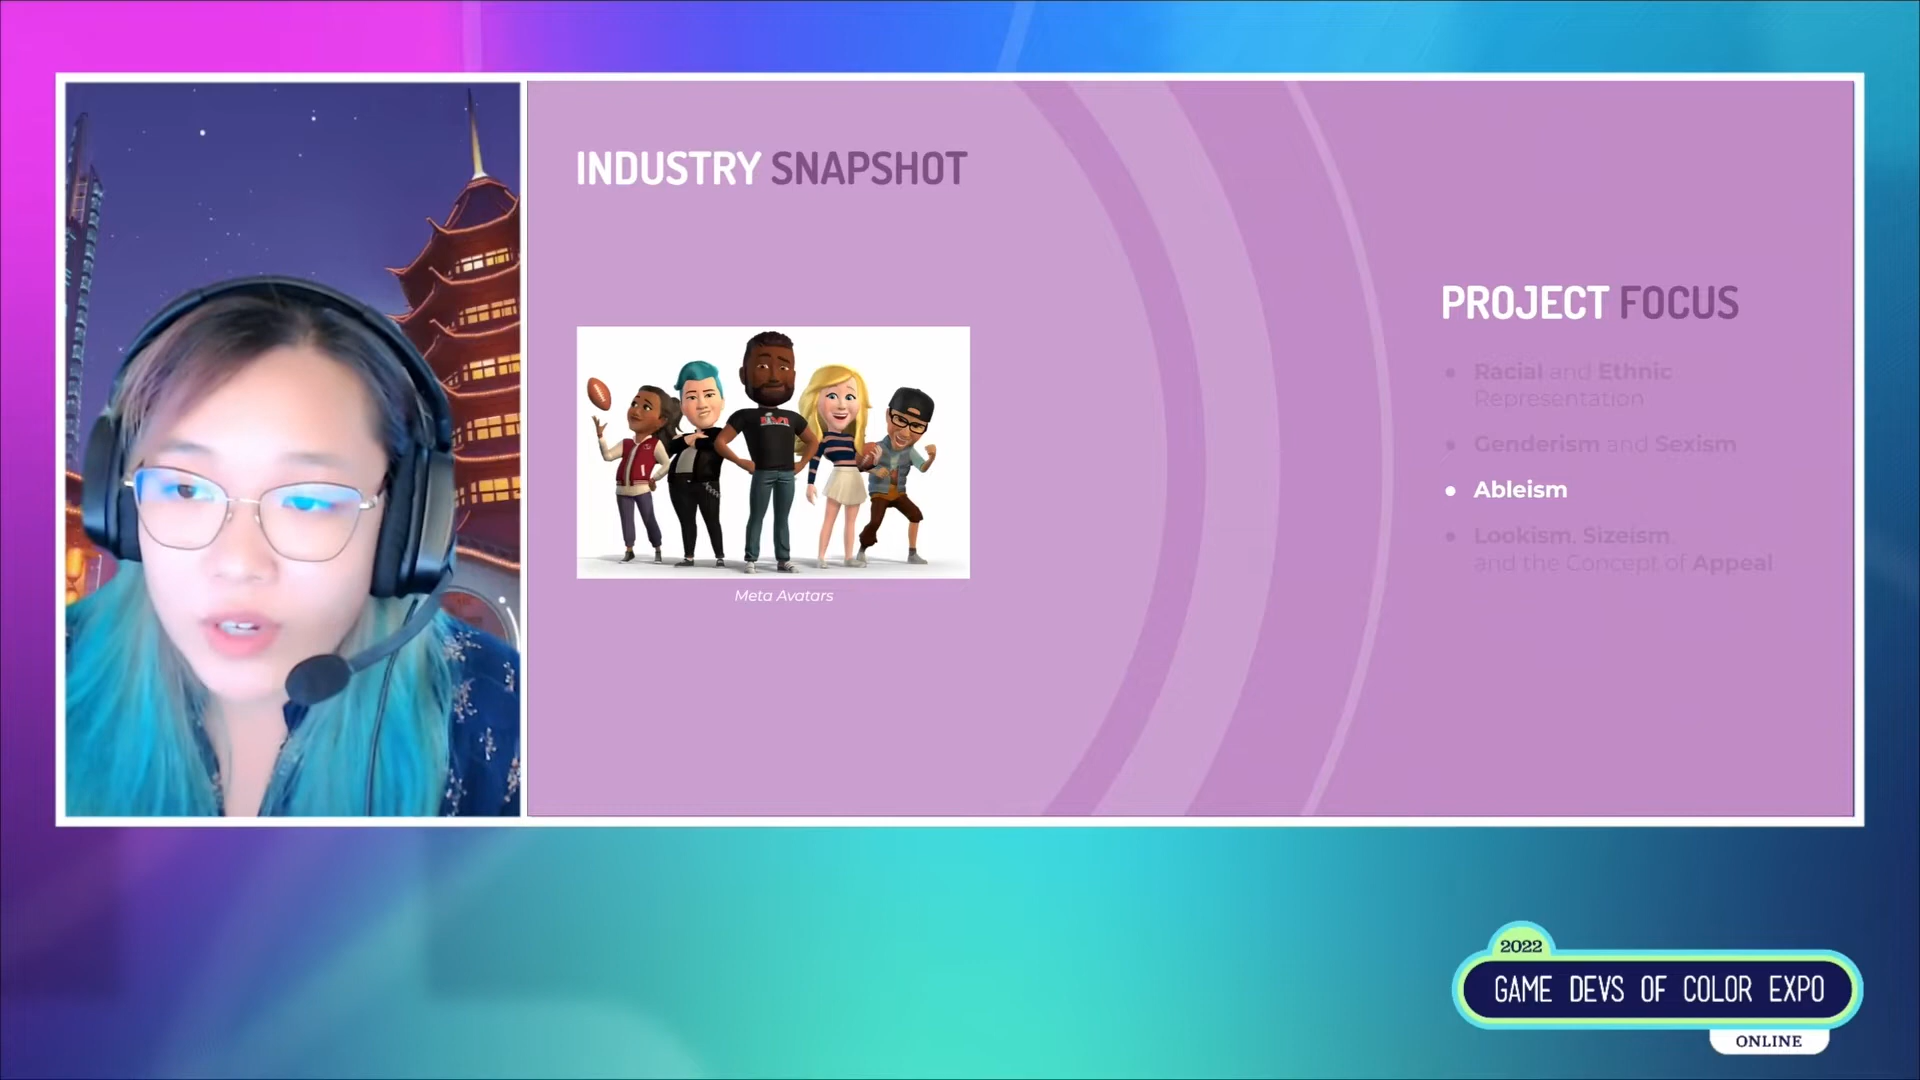 INDUSTRY SNAPSHOT
Meta Avatars
PROJECT FOCUS
• Racial and Ethnic
Representation
• Genderism and Sexism
• Ableism
• Lookism, Sizeism
and the Concept of Appeal
2022
GAME DEVS OF COLOR EXPO
ONLINE